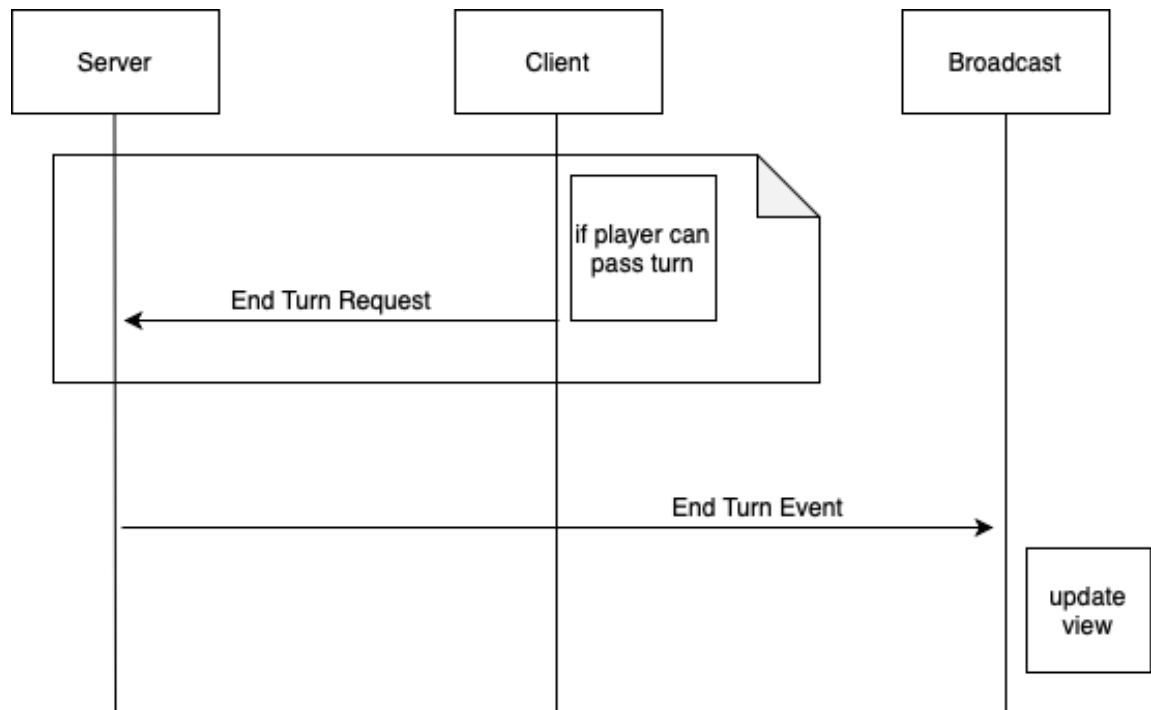 Server
Client
Broadcast
if player can
pass turn
End Turn Request
End Turn Event
update
view